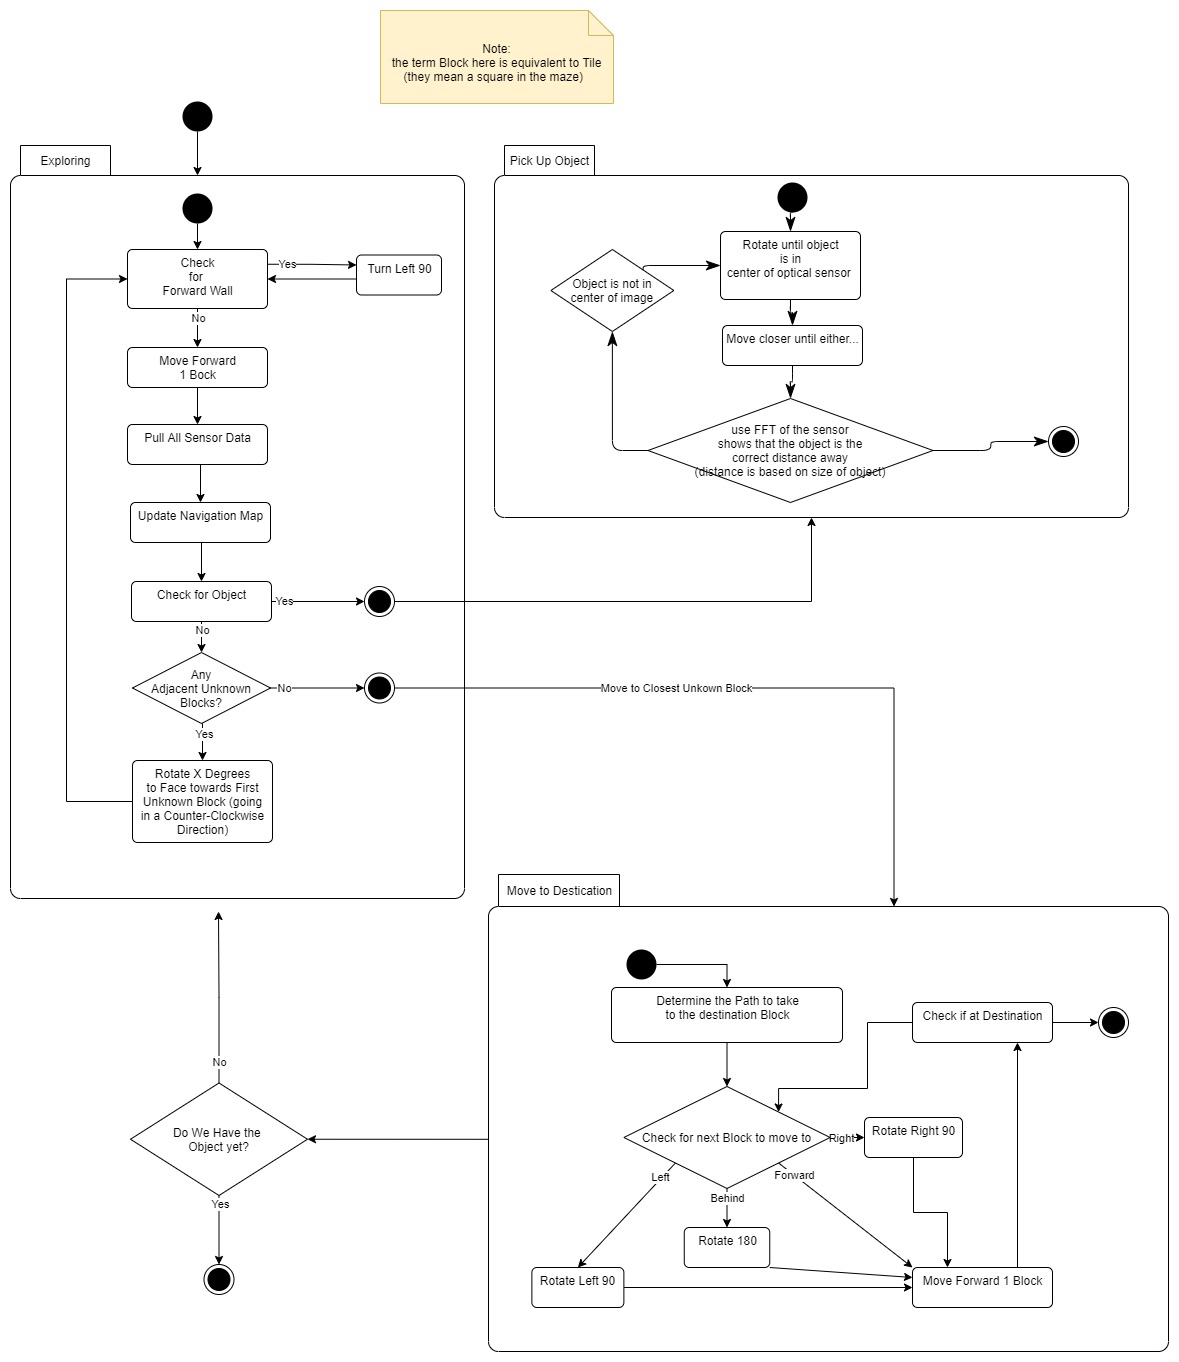 Note:
the term Block here is equivalent to Tile
(they mean a square in the maze)
Exploring
Check
for
Forward Wall
Yes
Turn Left 90
No
Move Forward
1 Bock
Pull All Sensor Data
Update Navigation Map
Check for Object
Yes
No
Any
Adjacent Unknown
Blocks?
No
Move to Closest Unkown Block
Yes
Rotate X Degrees
to Face towards First
Unknown Block (going
in a Counter-Clockwise
Direction)
Pick Up Object
Rotate until object
is in
center of optical sensor
Object is not in
center of image
Move closer until either...
use FFT of the sensor
shows that the object is the
correct distance away
(distance is based on size of object)
Move to Destication
Determine the Path to take
to the destination Block
Check if at Destination
Check for next Block to move to
Right
Rotate Right 90
Left
Behind
Forward
Rotate 180
Rotate Left 90
Move Forward 1 Block
No
Do We Have the
Object yet?
Yes